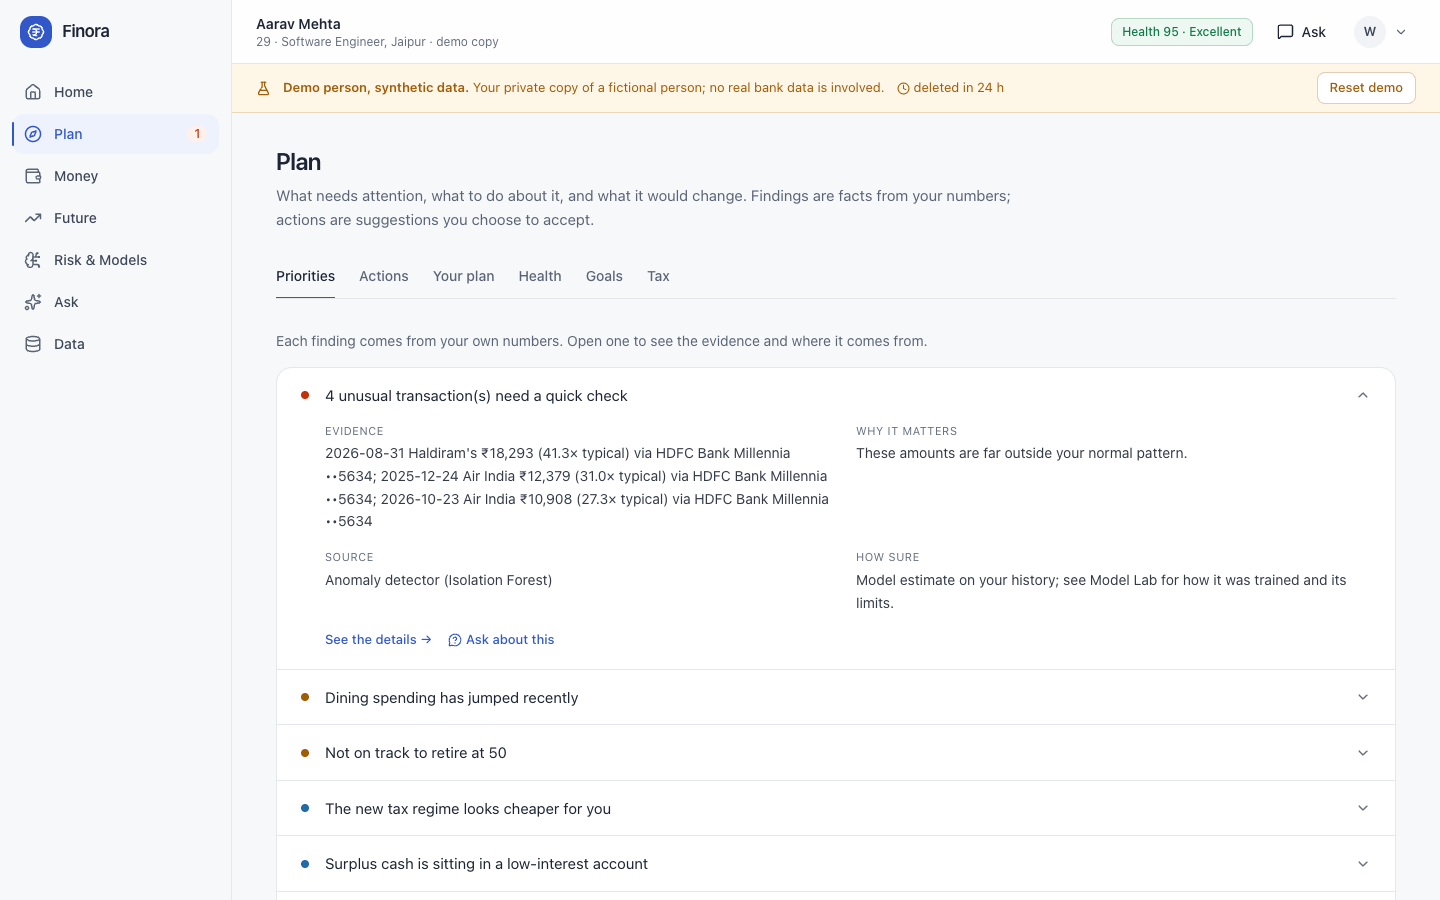 Finora
Home
Plan 1
Money
Future
Risk & Models
Ask
Data
Aarav Mehta
29 · Software Engineer, Jaipur · demo copy
Health 95 · Excellent
Ask
W
Demo person, synthetic data. Your private copy of a fictional person; no real bank data is involved. deleted in 24 h
Reset demo
Plan
What needs attention, what to do about it, and what it would change. Findings are facts from your numbers;
actions are suggestions you choose to accept.
Priorities Actions Your plan Health Goals Tax
Each finding comes from your own numbers. Open one to see the evidence and where it comes from.
4 unusual transaction(s) need a quick check
EVIDENCE
2026-08-31 Haldiram's ₹18,293 (41.3× typical) via HDFC Bank Millennia
••5634; 2025-12-24 Air India ₹12,379 (31.0× typical) via HDFC Bank Millennia
••5634; 2026-10-23 Air India ₹10,908 (27.3× typical) via HDFC Bank Millennia
••5634
WHY IT MATTERS
These amounts are far outside your normal pattern.
SOURCE
Anomaly detector (Isolation Forest)
HOW SURE
Model estimate on your history; see Model Lab for how it was trained and its
limits.
See the details → Ask about this
Dining spending has jumped recently
Not on track to retire at 50
The new tax regime looks cheaper for you
Surplus cash is sitting in a low-interest account